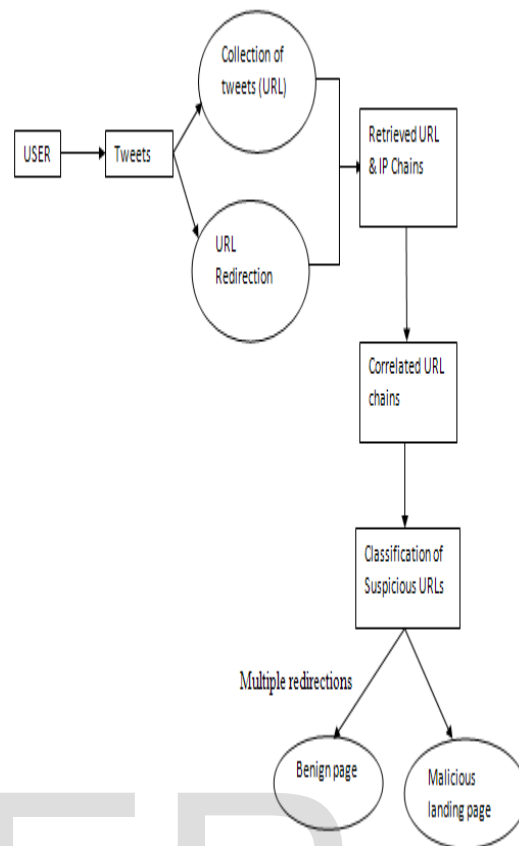 Collection of
tweets (URL)
USER
Tweets
Retrieved URL
& IP Chains
URL
Redirection
Correlated URL
chains
Classification of
Suspicious URLs
Multiple redirections
Benign page
Malicious
landing page